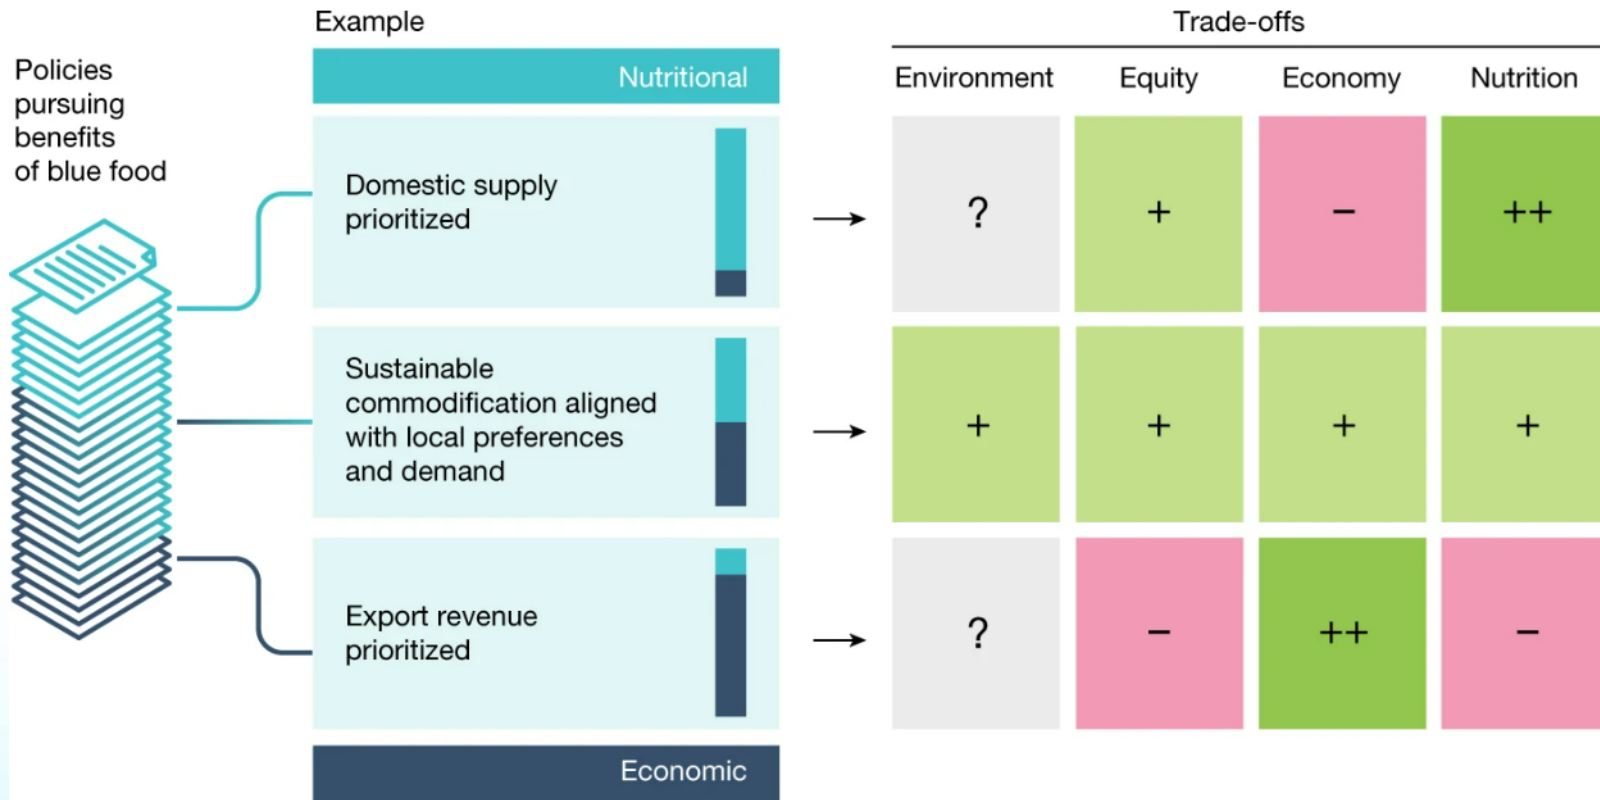 Example
Trade-offs
Policies
pursuing
benefits
of blue food
Nutritional
Environment
Equity
Economy
Nutrition
Domestic supply
prioritized
?
+
−
++
Sustainable
commodification aligned
with local preferences
and demand
+
+
+
+
Export revenue
prioritized
?
−
++
−
Economic